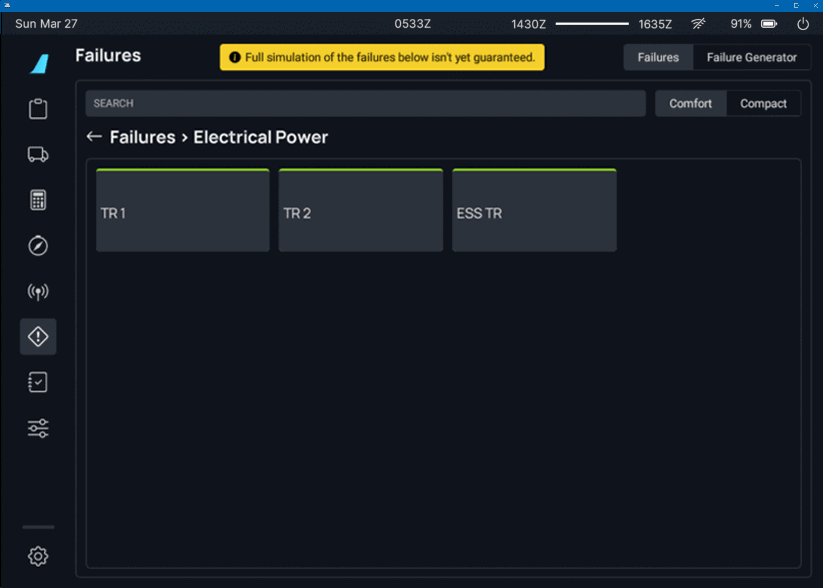 Sun Mar 27
0533Z
1430Z
1635Z
91%
Failures
Full simulation of the failures below isn't yet guaranteed.
Failures
Failure Generator
SEARCH
Comfort
Compact
Failures > Electrical Power
TR 1
TR 2
ESS TR